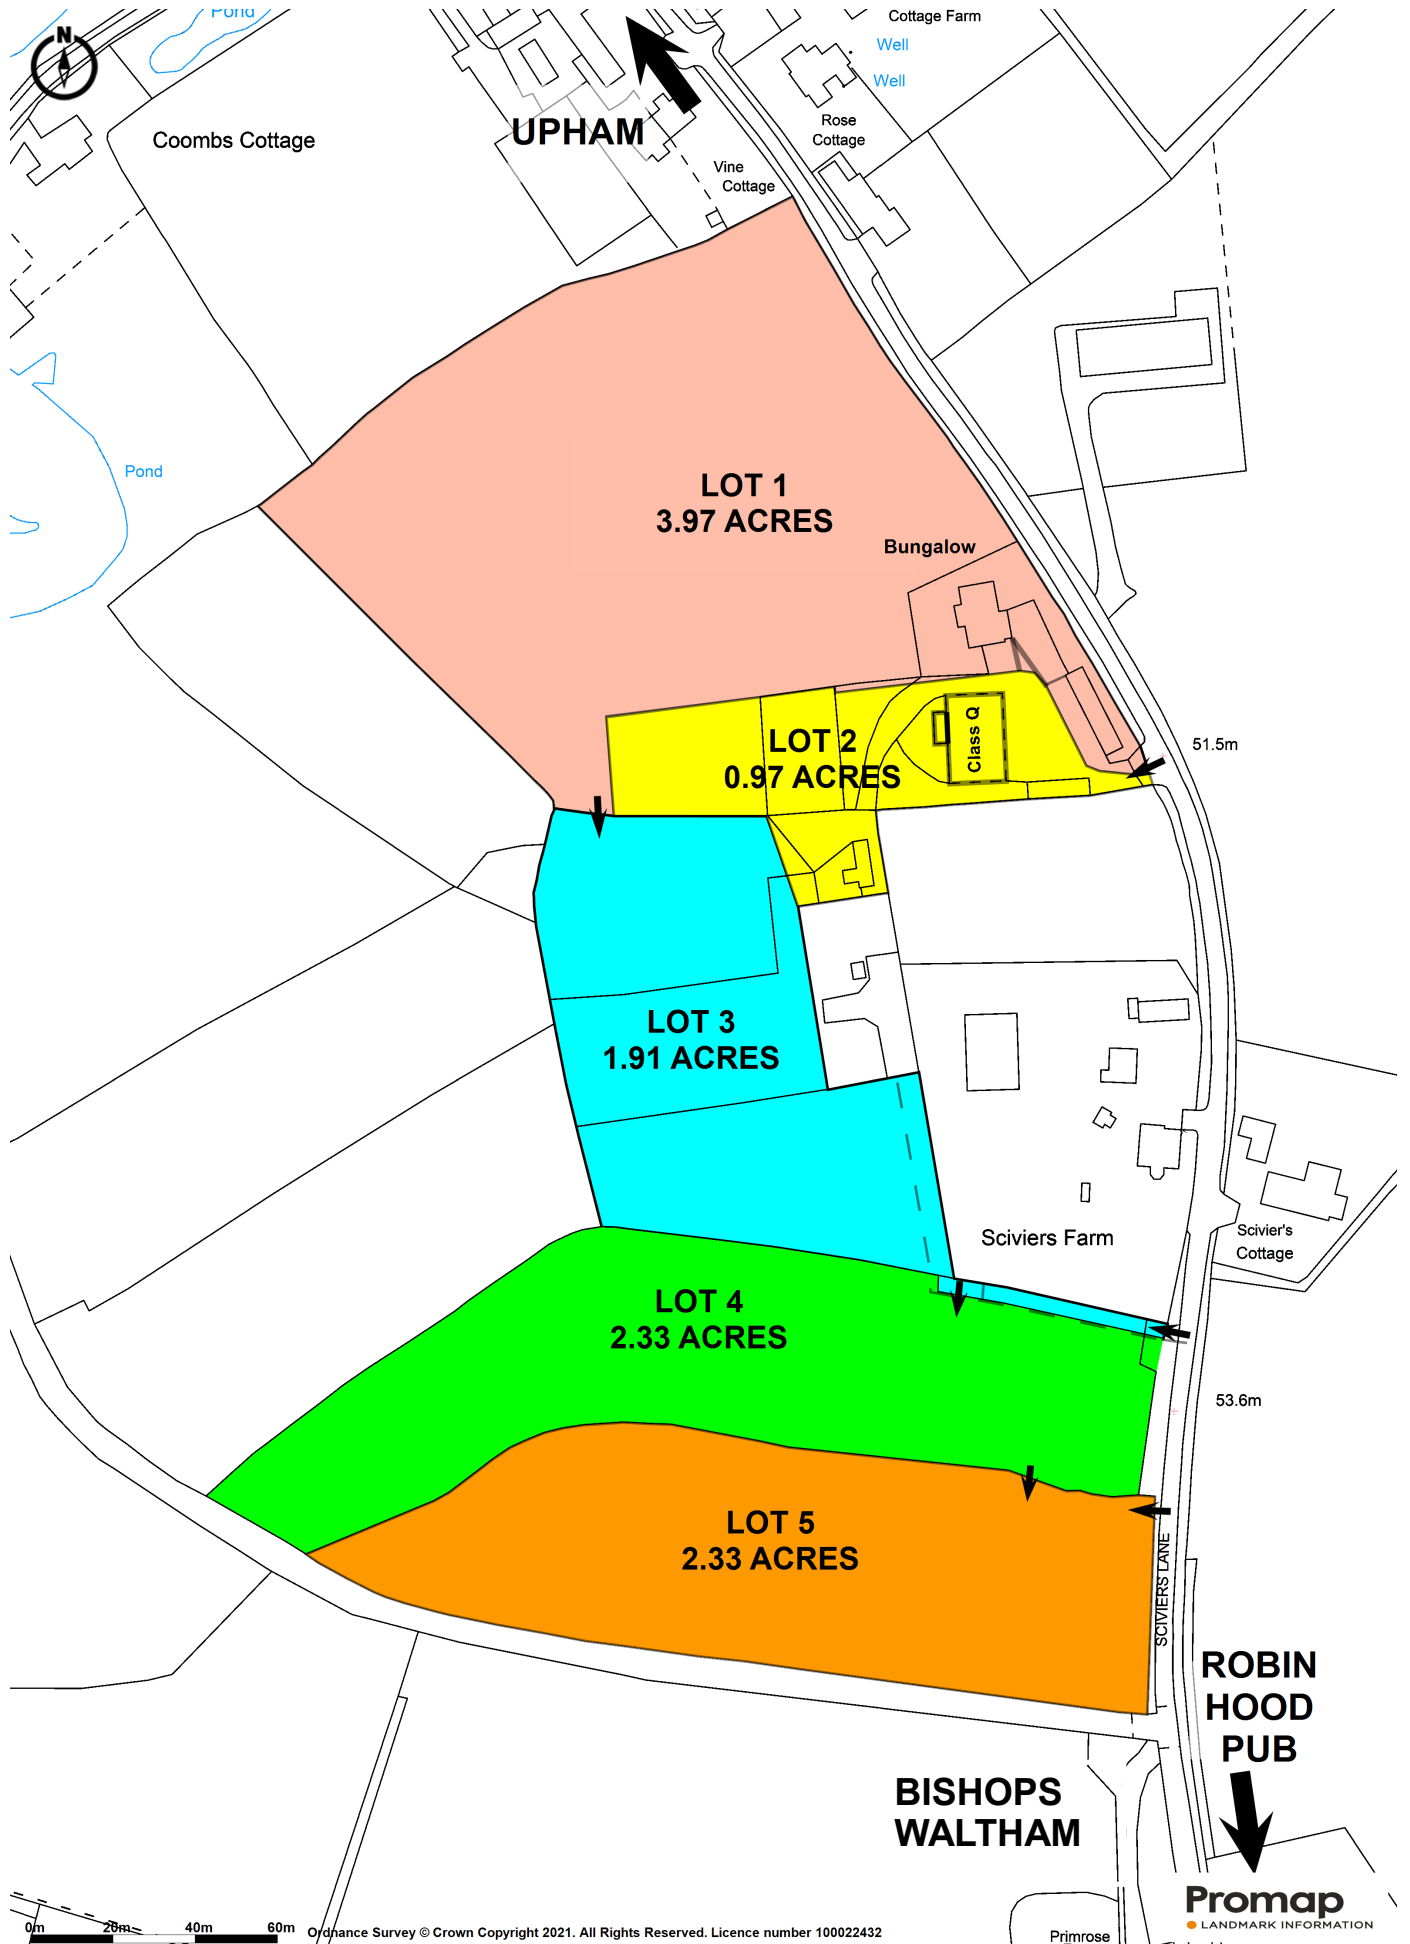 Pond
Cottage Farm
N
Well
Well
UPHAM
Rose
Cottage
Coombs Cottage
Vine
Cottage
Pond
LOT 1
3.97 ACRES
Bungalow
LOT 2
0.97 ACRES
Class Q
51.5m
LOT 3
1.91 ACRES
Sciviers Farm
Scivier's
Cottage
LOT 4
2.33 ACRES
53.6m
LOT 5
2.33 ACRES
SCIVIERS LANE
ROBIN
HOOD
PUB
BISHOPS
WALTHAM
Promap
LANDMARK INFORMATION
0m 20m 40m 60m
Ordnance Survey © Crown Copyright 2021. All Rights Reserved. Licence number 100022432
Primrose